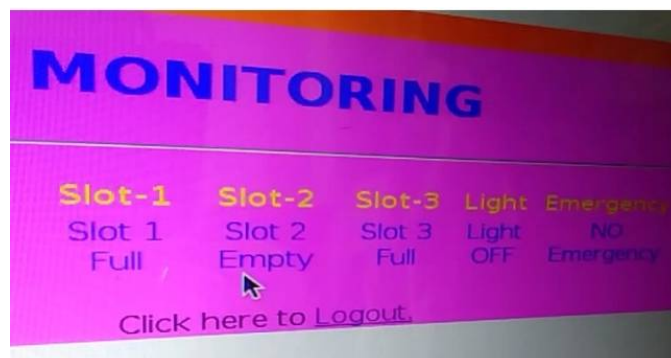 MONITORING
Slot-1 Slot-2 Slot-3 Light Emergency
Slot 1 Slot 2 Slot 3 Light NO
Full Empty Full OFF Emergency
Click here to Logout.